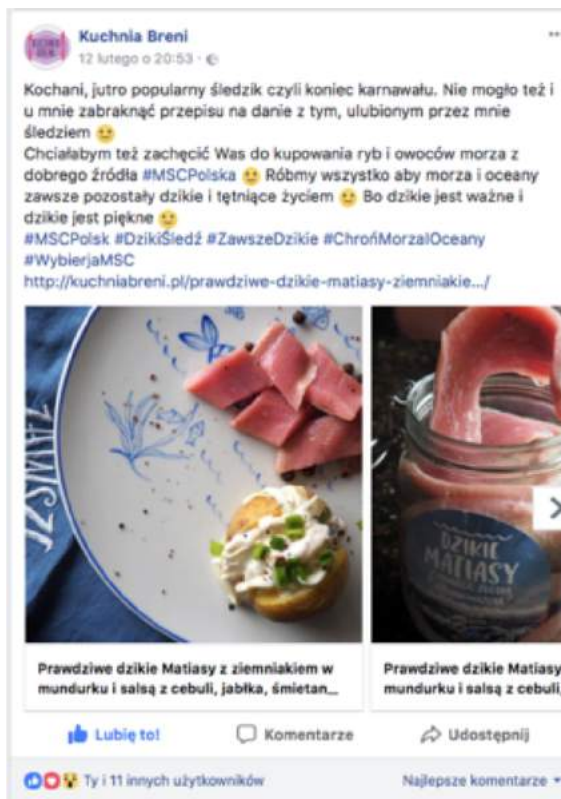 Kuchnia Breni
12 lutego o 20:53 ·
Kochani, jutro popularny śledzik czyli koniec karnawału. Nie mogło też i
u mnie zabraknąć przepisu na danie z tym, ulubionym przez mnie
śledziem
Chciałabym też zachęcić Was do kupowania ryb i owoców morza z
dobrego źródła #MSCPolska Róbmy wszystko aby morza i oceany
zawsze pozostały dzikie i tętniące życiem Bo dzikie jest ważne i
dzikie jest piękne
#MSCPolsk #DzikiŚledź #ZawszeDzikie #ChrońMorzaIOceany
#WybierjaMSC
http://kuchniabreni.pl/prawdziwe-dzikie-matiasy-ziemniakie.../
ZAWSZE
DZIKIE
MATIASY
Prawdziwe dzikie Matiasy z ziemniakiem w
mundurku i salsą z cebuli, jabłka, śmietan...
Prawdziwe dzikie Matiasy
mundurku i salsą z cebuli,
Lubię to!
Komentarze
Udostępnij
Ty i 11 innych użytkowników
Najlepsze komentarze